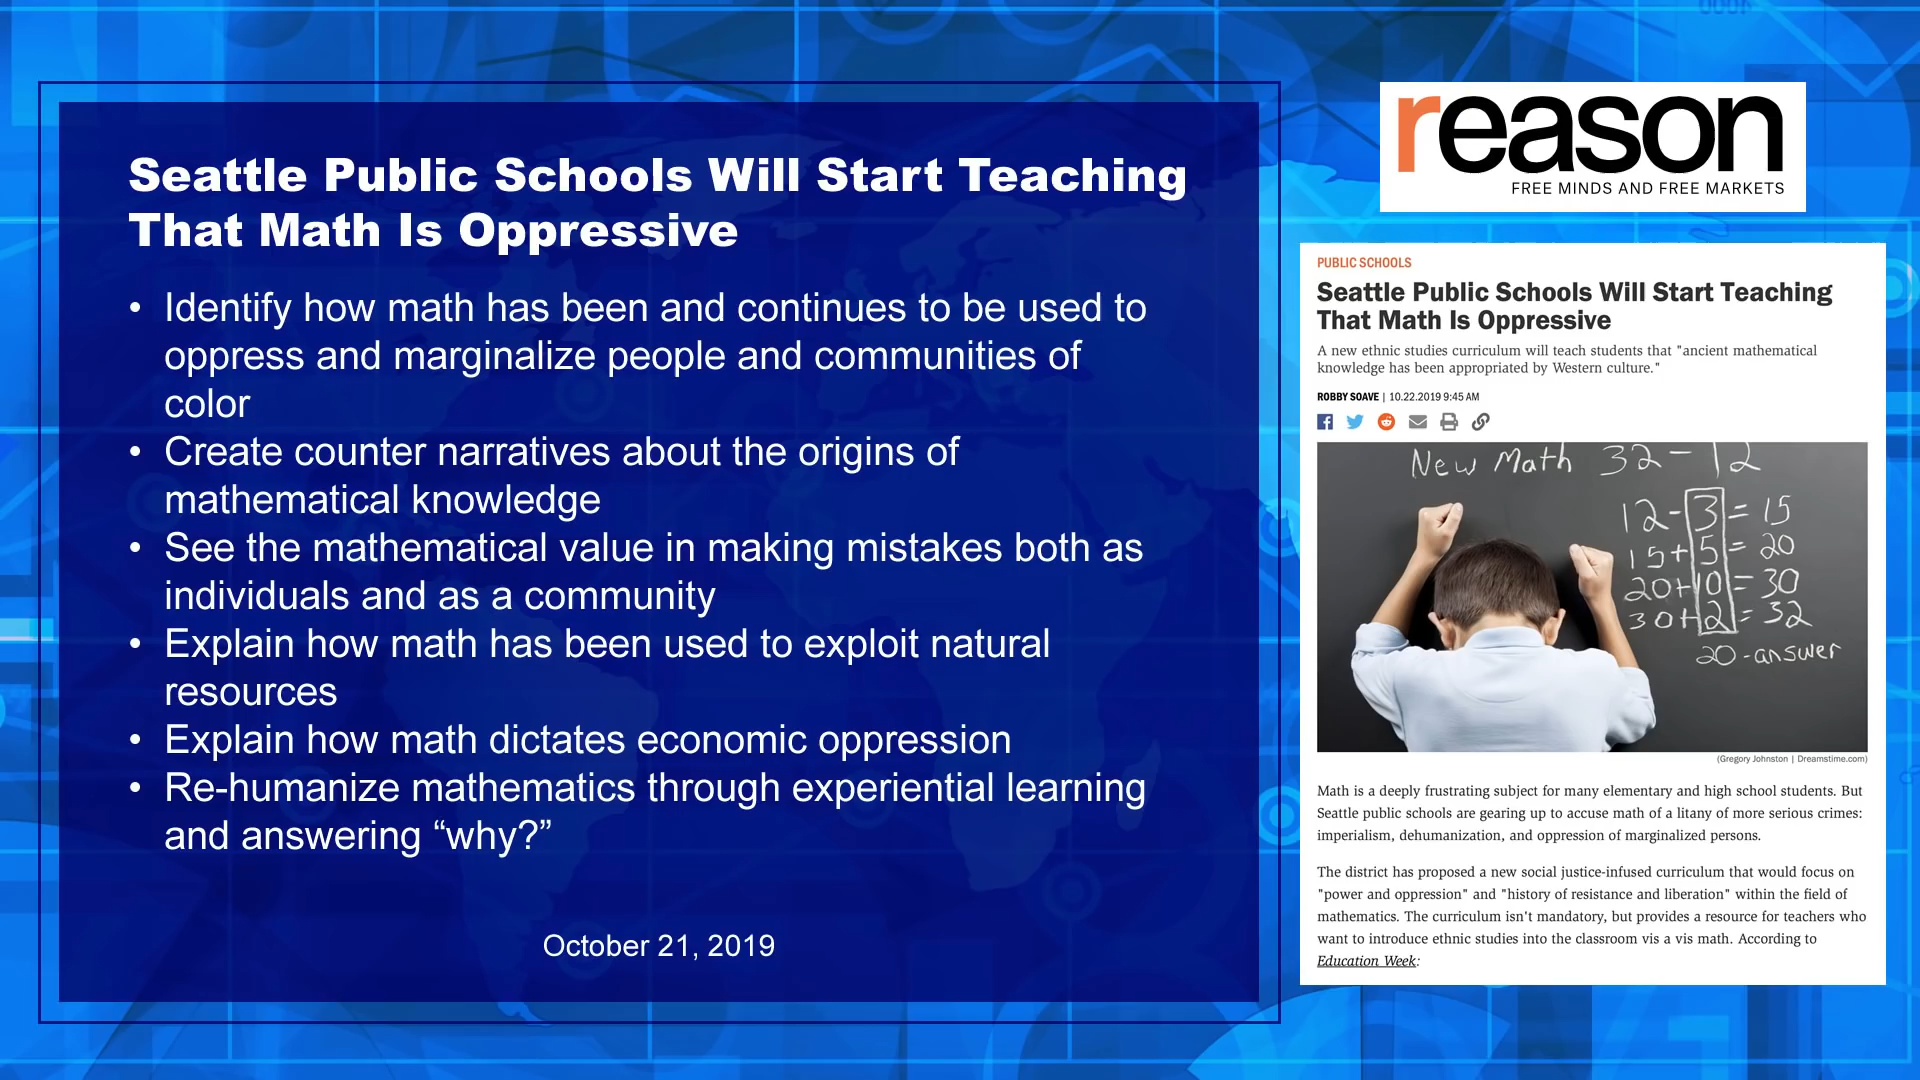 Seattle Public Schools Will Start Teaching
That Math Is Oppressive
• Identify how math has been and continues to be used to
oppress and marginalize people and communities of
color
• Create counter narratives about the origins of
mathematical knowledge
• See the mathematical value in making mistakes both as
individuals and as a community
• Explain how math has been used to exploit natural
resources
• Explain how math dictates economic oppression
• Re-humanize mathematics through experiential learning
and answering “why?”
October 21, 2019
reason
FREE MINDS AND FREE MARKETS
PUBLIC SCHOOLS
Seattle Public Schools Will Start Teaching
That Math Is Oppressive
A new ethnic studies curriculum will teach students that "ancient mathematical
knowledge has been appropriated by Western culture."
ROBBY SOAVE | 10.22.2019 9:45 AM
New Math 32 - 12
12 - 3 = 15
15 + 5 = 20
20 + 10 = 30
30 + 2 = 32
20 - answer
(Gregory Johnston | Dreamstime.com)
Math is a deeply frustrating subject for many elementary and high school students. But
Seattle public schools are gearing up to accuse math of a litany of more serious crimes:
imperialism, dehumanization, and oppression of marginalized persons.
The district has proposed a new social justice-infused curriculum that would focus on
"power and oppression" and "history of resistance and liberation" within the field of
mathematics. The curriculum isn't mandatory, but provides a resource for teachers who
want to introduce ethnic studies into the classroom vis a vis math. According to
Education Week: